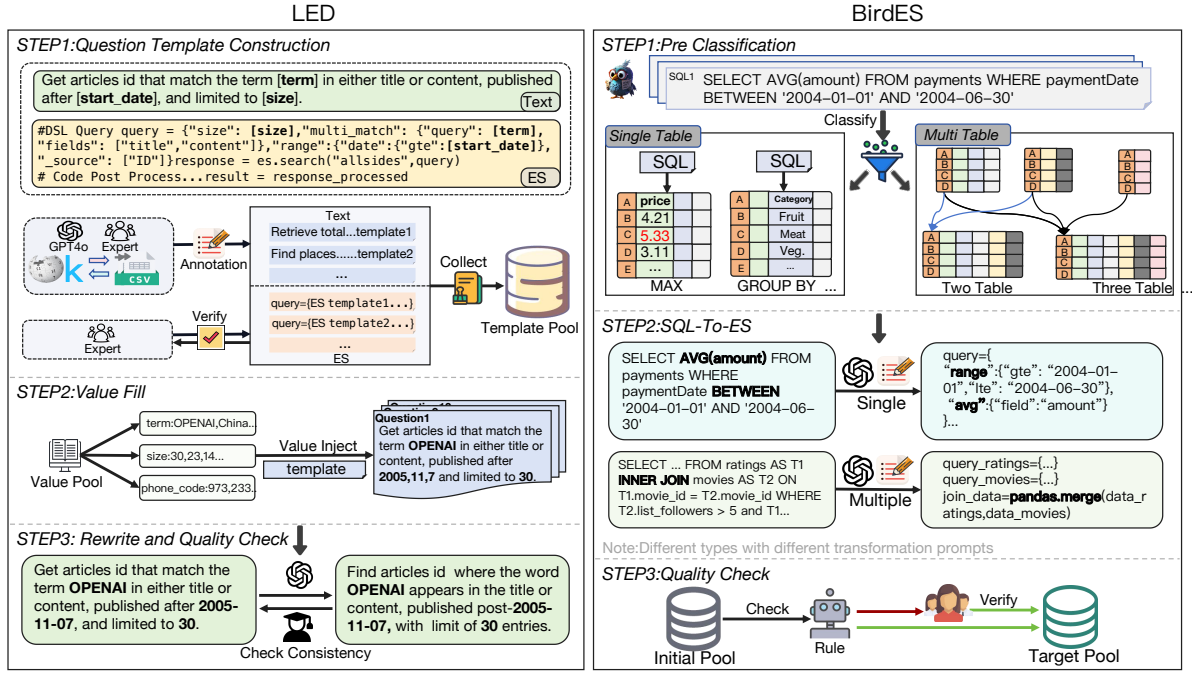 LED
STEP1:Question Template Construction
Get articles id that match the term [term] in either title or content, published
after [start_date], and limited to [size].
Text
#DSL Query query = {"size": [size],"multi_match": {"query": [term],
"fields": ["title","content"]},"range":{"date":{"gte":[start_date]},
"_source": ["ID"]}response = es.search("allsides",query)
# Code Post Process...result = response_processed
ES
GPT4o
Expert
k
CSV
Annotation
Text
Retrieve total...template1
Find places......template2
...
query={ES template1...}
query={ES template2...}
...
ES
Expert
Verify
Collect
Template Pool
STEP2:Value Fill
Value Pool
term:OPENAI,China...
size:30,23,14...
phone_code:973,233..
Value Inject
template
Question1
Get articles id that match the
term OPENAI in either title or
content, published after
2005,11,7 and limited to 30.
STEP3: Rewrite and Quality Check
Get articles id that match the
term OPENAI in either title or
content, published after 2005-
11-07, and limited to 30.
Check Consistency
Find articles id where the word
OPENAI appears in the title or
content, published post-2005-
11-07, with limit of 30 entries.
BirdES
STEP1:Pre Classification
SQL1
SELECT AVG(amount) FROM payments WHERE paymentDate
BETWEEN '2004-01-01' AND '2004-06-30'
Classify
Single Table
SQL
A price
B 4.21
C 5.33
D 3.11
E ...
MAX
SQL
A Category
B Fruit
C Meat
D Veg.
...
GROUP BY ...
Multi Table
A
B
C
D
A
B
C
D
A
B
C
D
A
B
C
D
A
B
C
D
Two Table
Three Table ...
STEP2:SQL-To-ES
SELECT AVG(amount) FROM
payments WHERE
paymentDate BETWEEN
'2004-01-01' AND '2004-06-
30'
Single
query={
“range":{“gte": “2004-01-
01”,“lte": “2004-06-30"},
“avg":{“field":“amount"}
}...
SELECT ... FROM ratings AS T1
INNER JOIN movies AS T2 ON
T1.movie_id = T2.movie_id WHERE
T2.list_followers > 5 and T1...
Multiple
query_ratings={...}
query_movies={...}
join_data=pandas.merge(data_r
atings,data_movies)
Note:Different types with different transformation prompts
STEP3:Quality Check
Initial Pool
Check
Rule
Verify
Target Pool